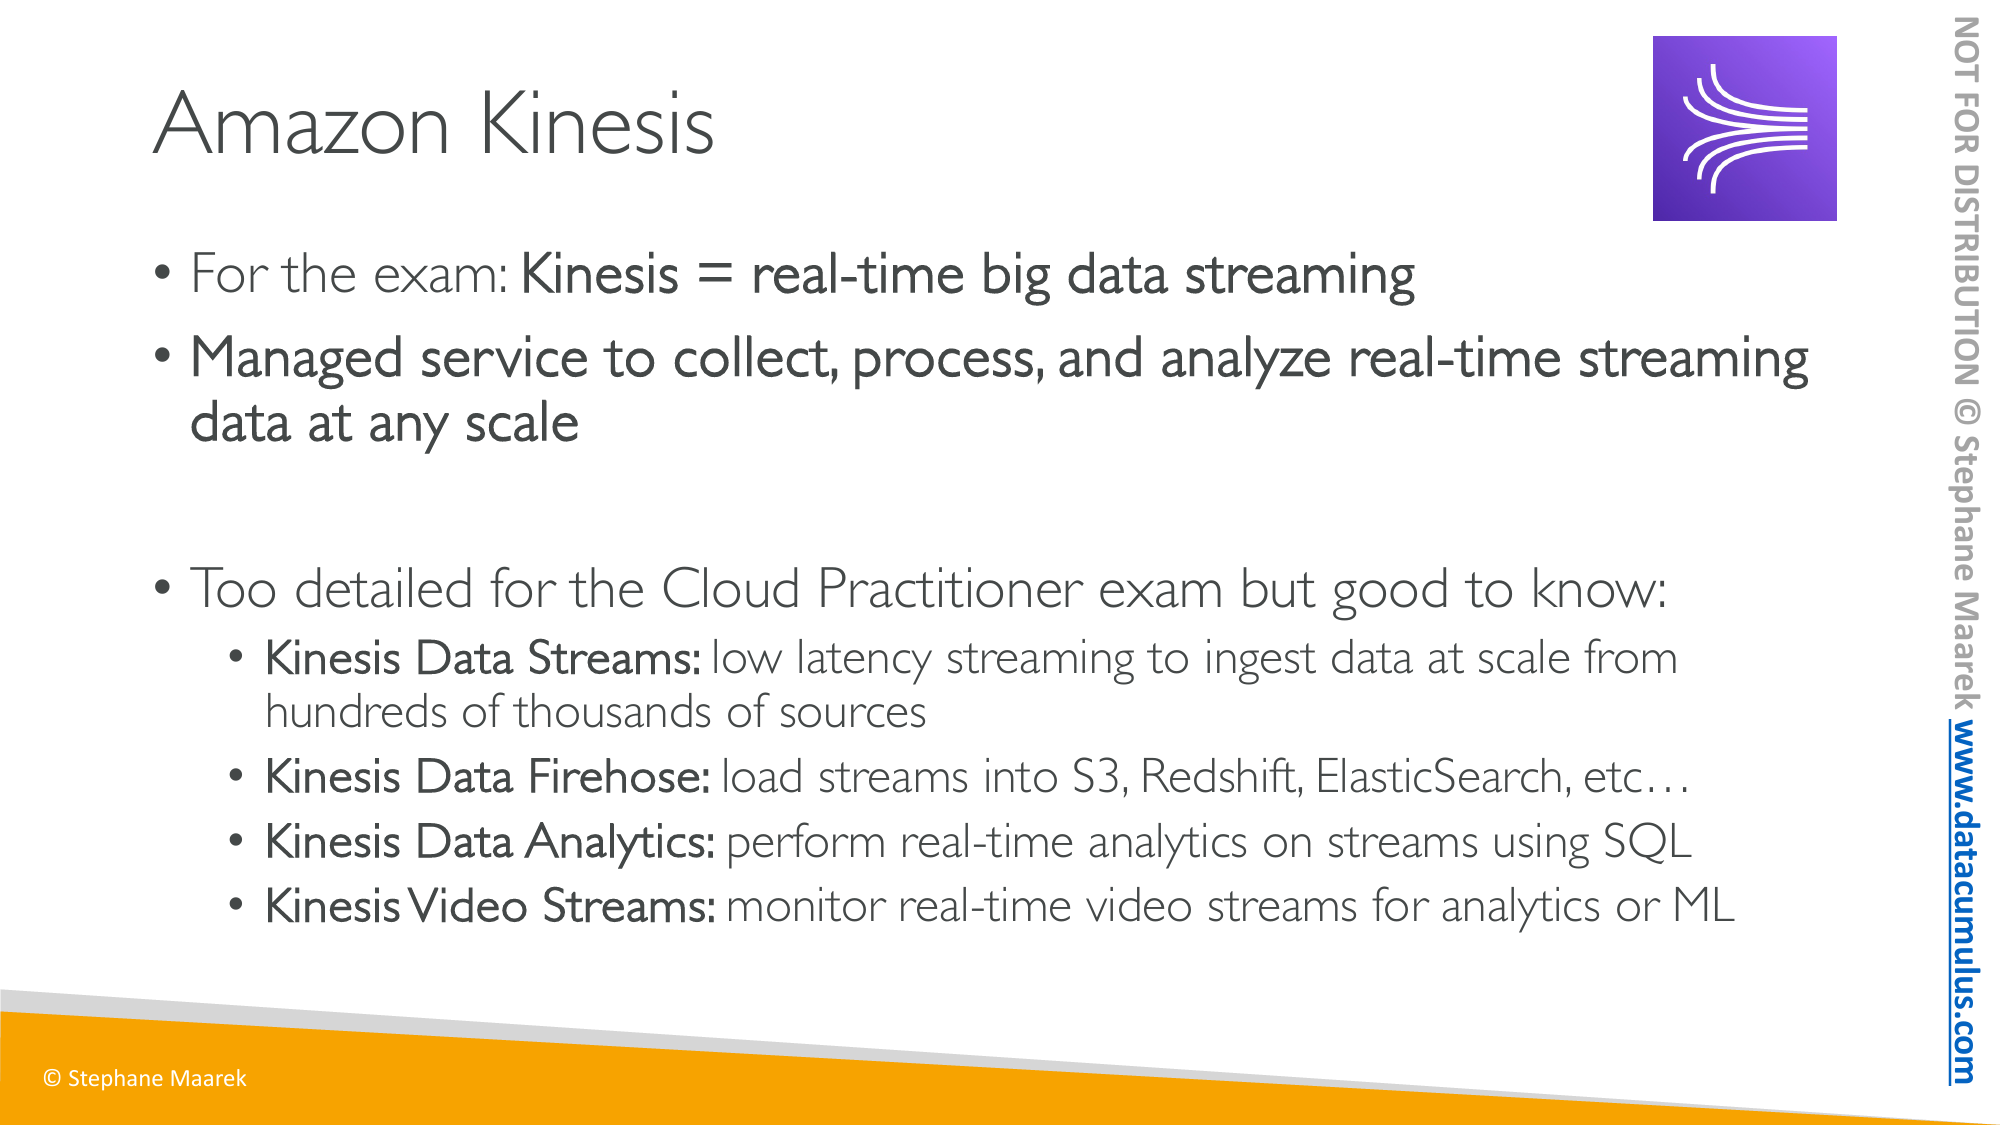 Amazon Kinesis
• For the exam: Kinesis = real-time big data streaming
• Managed service to collect, process, and analyze real-time streaming
data at any scale
• Too detailed for the Cloud Practitioner exam but good to know:
• Kinesis Data Streams: low latency streaming to ingest data at scale from
hundreds of thousands of sources
• Kinesis Data Firehose: load streams into S3, Redshift, ElasticSearch, etc…
• Kinesis Data Analytics: perform real-time analytics on streams using SQL
• Kinesis Video Streams: monitor real-time video streams for analytics or ML
© Stephane Maarek
NOT FOR DISTRIBUTION © Stephane Maarek www.datacumulus.com